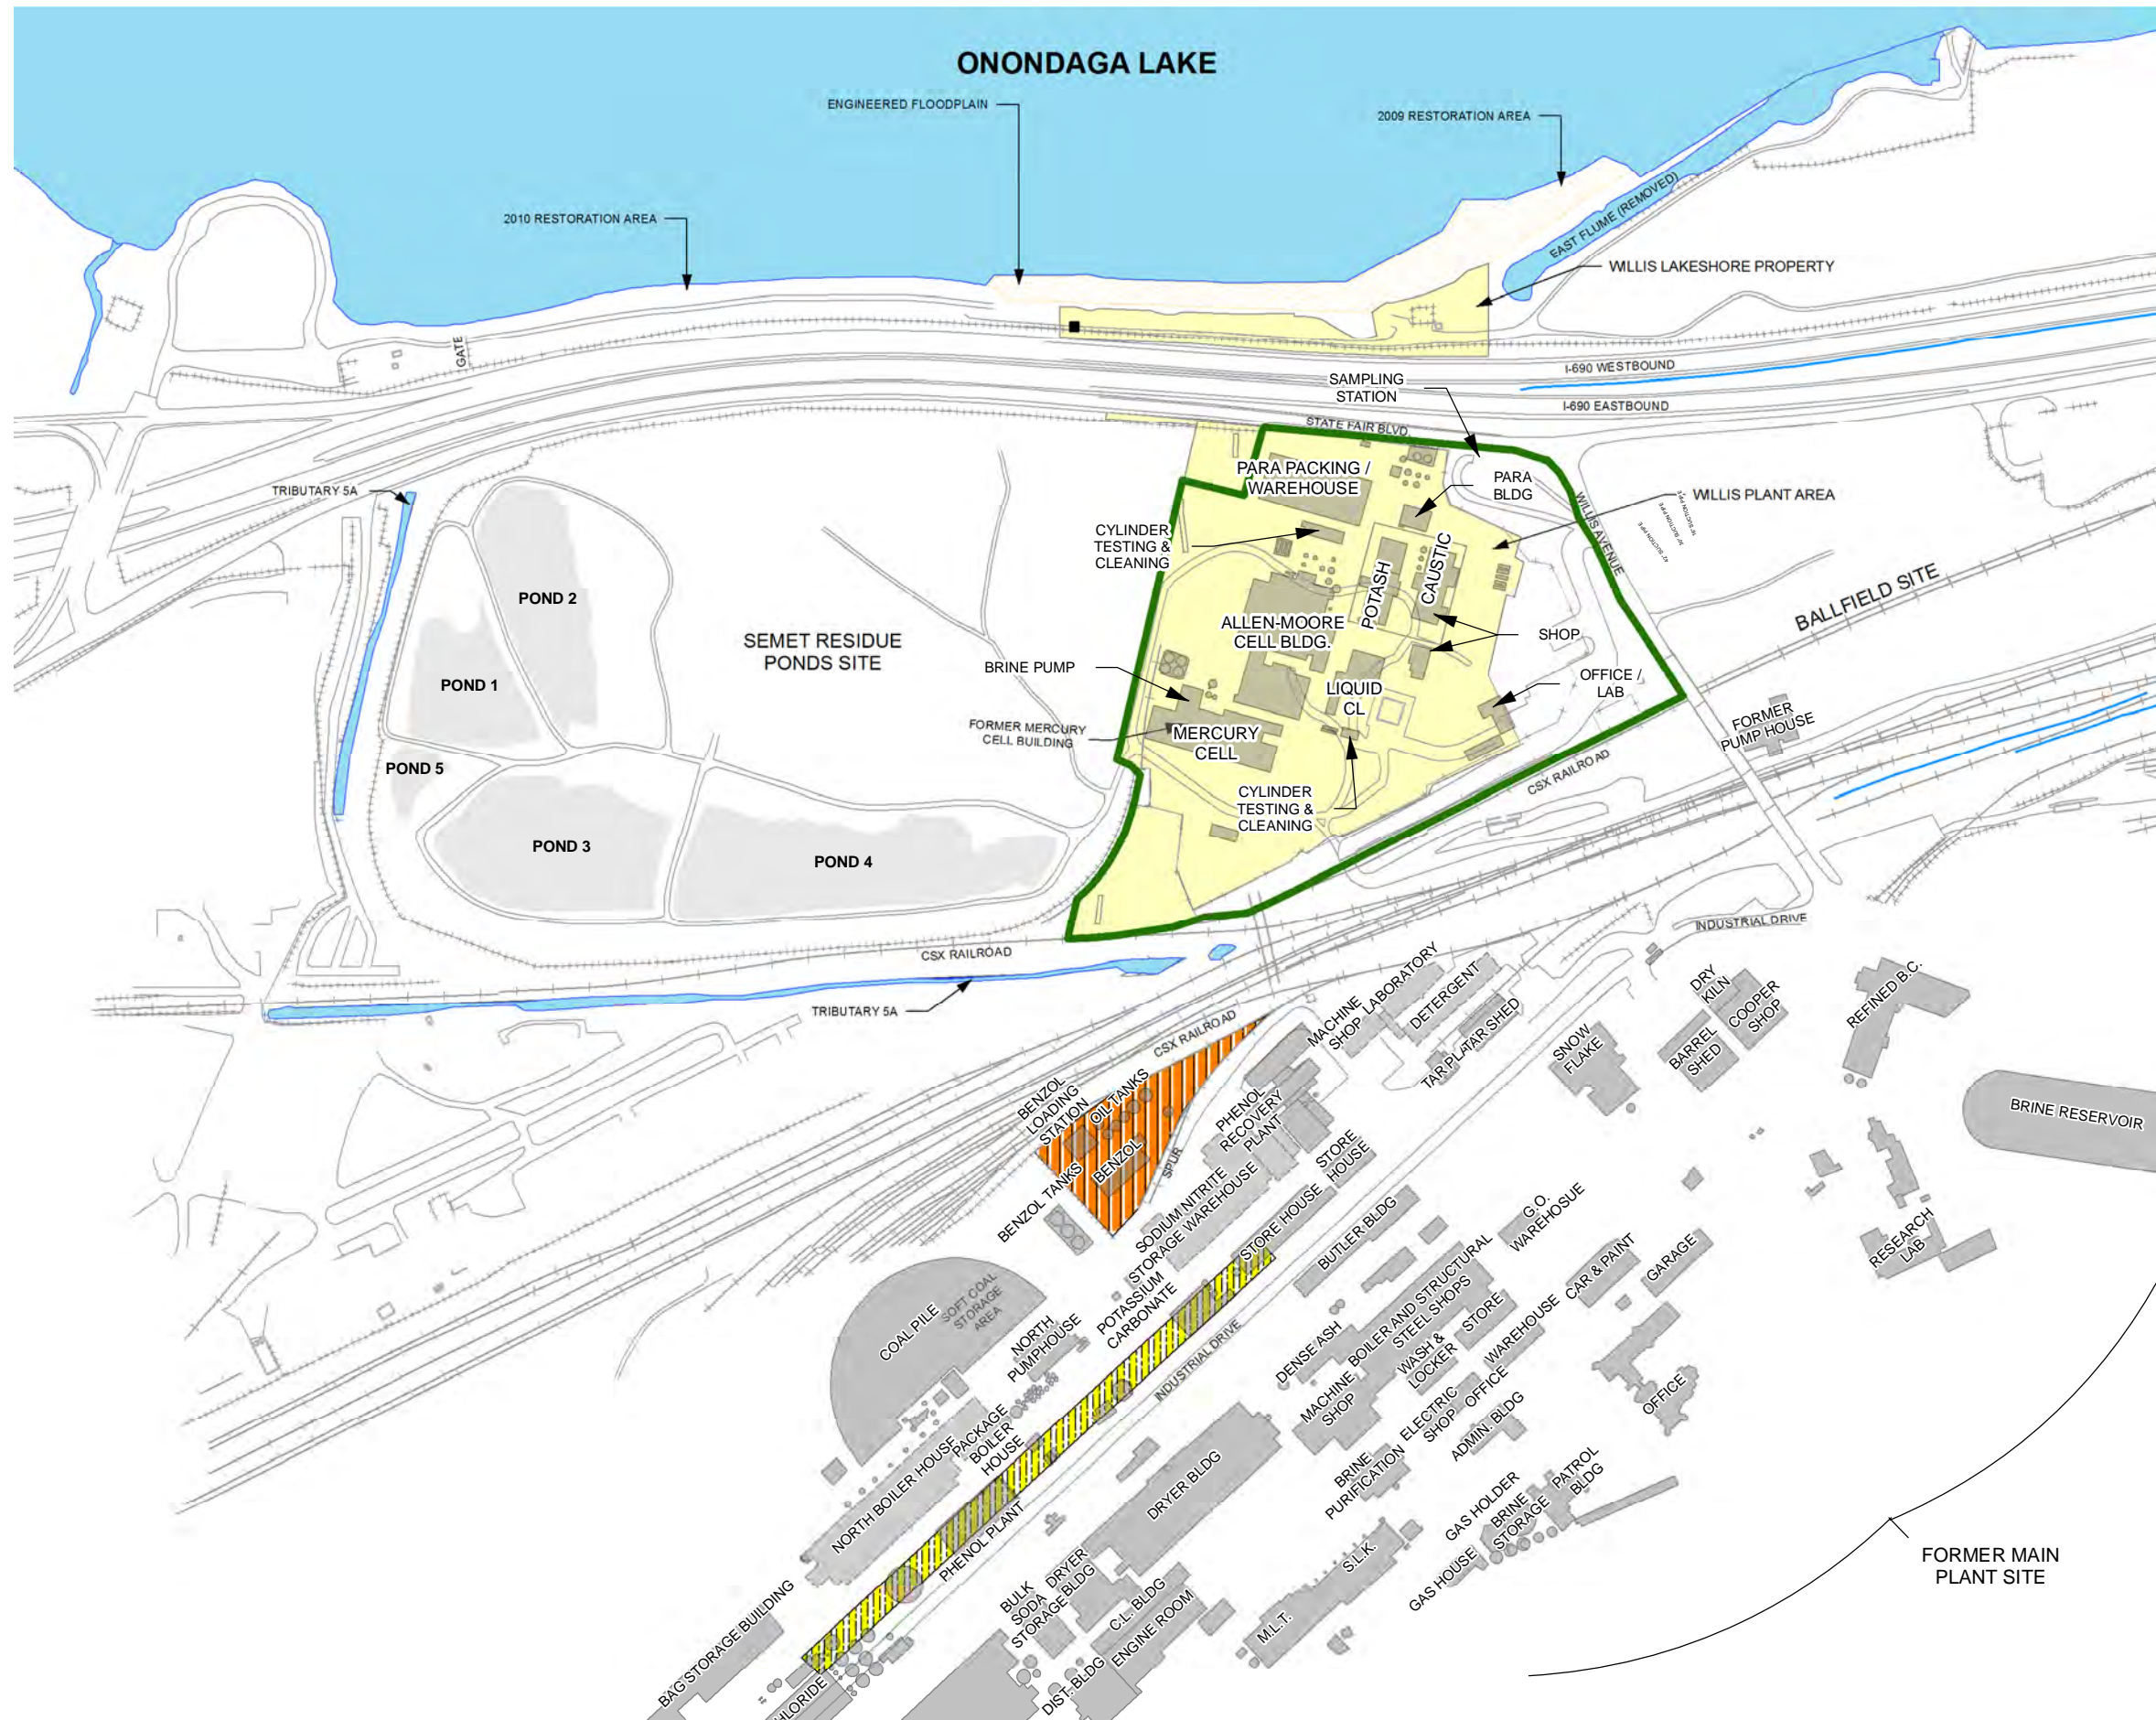 ONONDAGA LAKE
ENGINEERED FLOODPLAIN
2009 RESTORATION AREA
2010 RESTORATION AREA
EAST FLUME (REMOVED)
WILLIS LAKESHORE PROPERTY
GATE
I-690 WESTBOUND
SAMPLING
STATION
I-690 EASTBOUND
STATE FAIR BLVD.
PARA PACKING /
WAREHOUSE
PARA
BLDG
TRIBUTARY 5A
WILLIS PLANT AREA
WILLIS AVENUE
42" SUCTION PIPE
30" SUCTION PIPE
CYLINDER
TESTING &
CLEANING
POTASH
CAUSTIC
POND 2
BALLFIELD SITE
ALLEN-MOORE
CELL BLDG.
SHOP
SEMET RESIDUE
PONDS SITE
BRINE PUMP
POND 1
LIQUID
CL
OFFICE /
LAB
FORMER MERCURY
CELL BUILDING
MERCURY
CELL
FORMER
PUMP HOUSE
POND 5
CSX RAILROAD
CYLINDER
TESTING &
CLEANING
POND 3
POND 4
INDUSTRIAL DRIVE
CSX RAILROAD
TRIBUTARY 5A
CSX RAILROAD
MACHINE
SHOP
LABORATORY
DETERGENT
TAR PLATAR SHED
DRY
KILN
COOPER
SHOP
BARREL
SHED
SNOW
FLAKE
REFINED B.C.
BRINE RESERVOIR
BENZOL
LOADING
STATION
OIL TANKS
BENZOL
BENZOL TANKS
SPUR
PHENOL
RECOVERY
PLANT
STORE
HOUSE
SODIUM NITRITE
STORAGE WAREHOUSE
STORE HOUSE
BUTLER BLDG
G.O.
WAREHOSUE
CAR & PAINT
GARAGE
RESEARCH
LAB
COAL PILE
SOFT COAL
STORAGE
AREA
NORTH
PUMPHOUSE
POTASSIUM
CARBONATE
INDUSTRIAL DRIVE
DENSE ASH
BOILER AND STRUCTURAL
STEEL SHOPS
WASH &
LOCKER
STORE
WAREHOUSE
MACHINE
SHOP
ELECTRIC
SHOP
OFFICE
ADMIN. BLDG
OFFICE
PACKAGE
BOILER
HOUSE
NORTH BOILER HOUSE
PHENOL PLANT
DRYER BLDG
BRINE
PURIFICATION
GAS HOLDER
BRINE
STORAGE
PATROL
BLDG
GAS HOUSE
S.L.K.
M.L.T.
FORMER MAIN
PLANT SITE
BAG STORAGE BUILDING
HLORIDE
BULK
SODA
STORAGE BLDG
DRYER
C.L. BLDG
ENGINE ROOM
DIST. BLDG